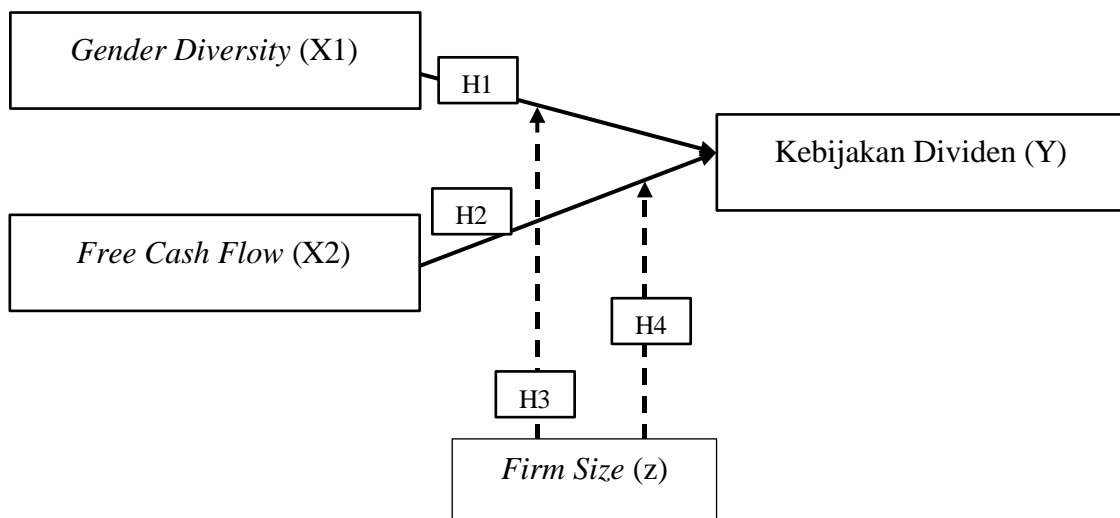 Gender Diversity (X1)
H1
Kebijakan Dividen (Y)
H2
Free Cash Flow (X2)
H4
H3
Firm Size (z)